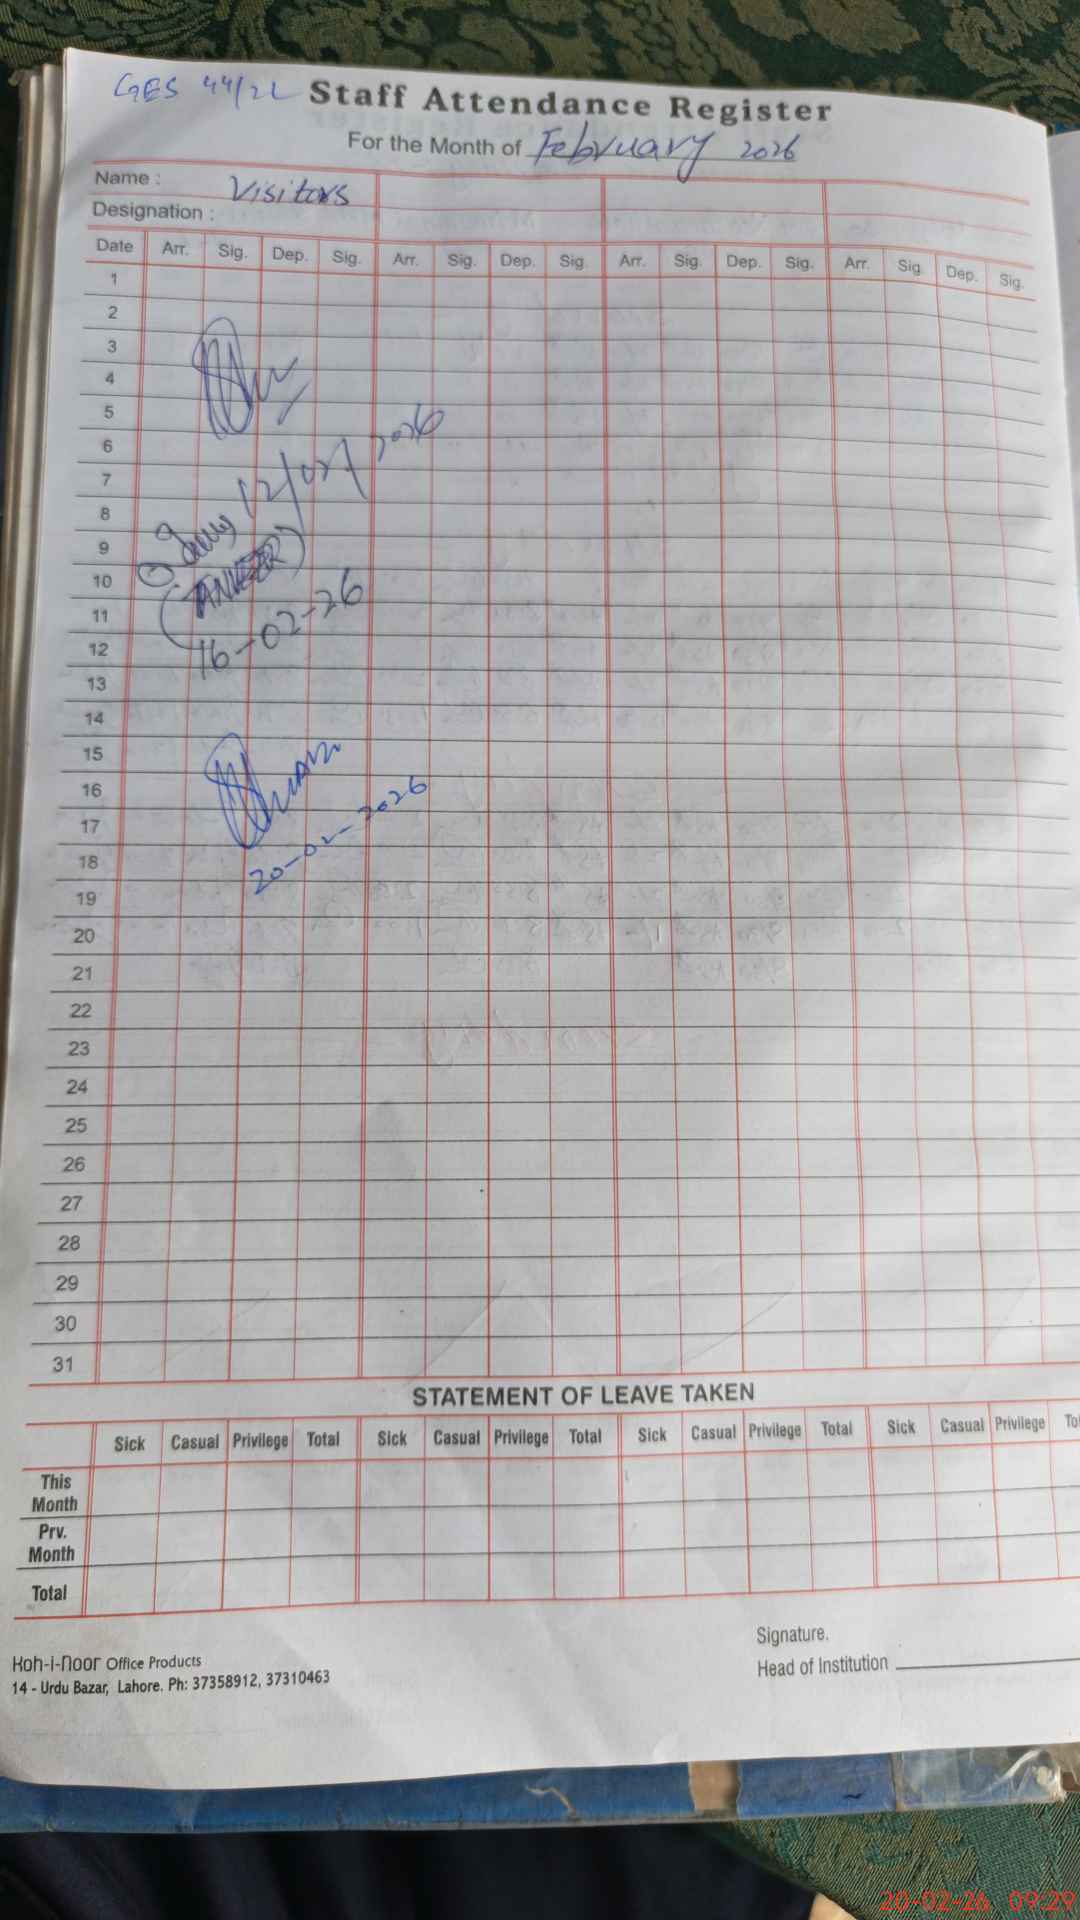 GES 44/2L Staff Attendance Register
For the Month of February 2026
Name : Visitors
Designation :
Date Arr. Sig. Dep. Sig. Arr. Sig. Dep. Sig. Arr. Sig. Dep. Sig. Arr. Sig. Dep. Sig.
1
2
3
4
5
6
7
8
9
10
11
12
13
14
15
16
17
18
19
20
21
22
23
24
25
26
27
28
29
30
31
12/02/2026
16-02-26
20-02-2026
STATEMENT OF LEAVE TAKEN
Sick Casual Privilege Total Sick Casual Privilege Total Sick Casual Privilege Total Sick Casual Privilege To
This Month
Prv. Month
Total
Signature.
Head of Institution
Koh-i-Noor Office Products
14 - Urdu Bazar, Lahore. Ph: 37358912, 37310463
20-02-26 09:29